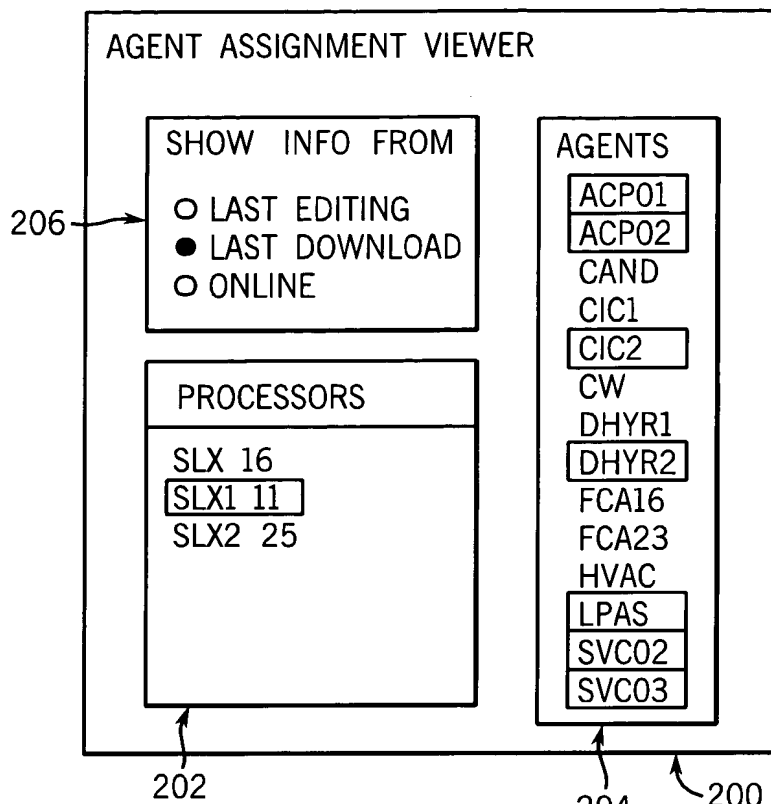 AGENT ASSIGNMENT VIEWER
SHOW INFO FROM
LAST EDITING
LAST DOWNLOAD
ONLINE
206
PROCESSORS
SLX 16
SLX1 11
SLX2 25
202
AGENTS
ACP01
ACP02
CAND
CIC1
CIC2
CW
DHYR1
DHYR2
FCA16
FCA23
HVAC
LPAS
SVC02
SVC03
200